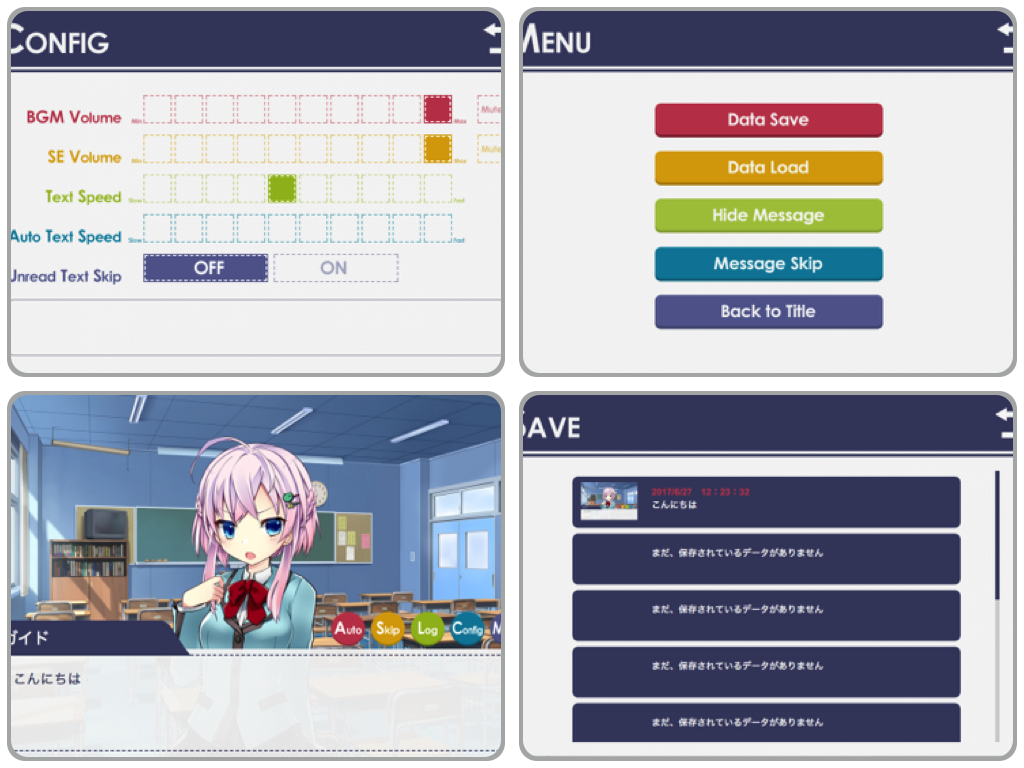 CONFIG
BGM Volume Min Max Mute
SE Volume Min Max Mute
Text Speed Slow Fast
Auto Text Speed Slow Fast
Unread Text Skip OFF ON
MENU
Data Save
Data Load
Hide Message
Message Skip
Back to Title
Auto Skip Log Config M
ガイド
こんにちは
SAVE
2017/6/27 12:23:32
こんにちは
まだ、保存されているデータがありません
まだ、保存されているデータがありません
まだ、保存されているデータがありません
まだ、保存されているデータがありません